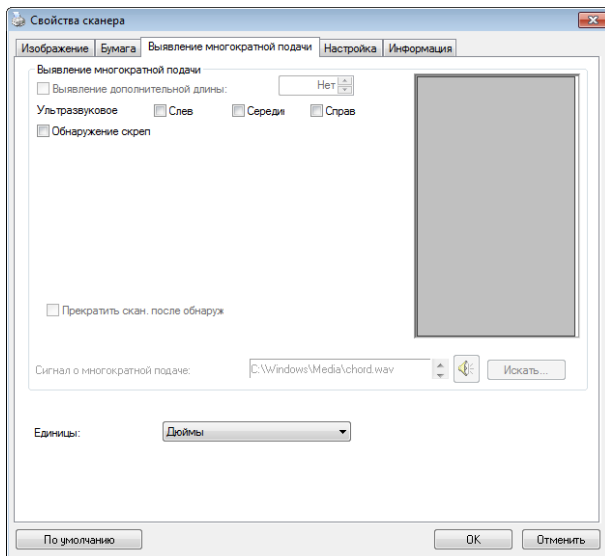 Свойства сканера
Изображение Бумага Выявление многократной подачи Настройка Информация
Выявление многократной подачи
Выявление дополнительной длины: Нет
Ультразвуковое Слев Середин Справ
Обнаружение скреп
Прекратить скан. после обнаруж
Сигнал о многократной подаче: C:\Windows\Media\chord.wav Искать...
Единицы: Дюймы
По умолчанию OK Отменить